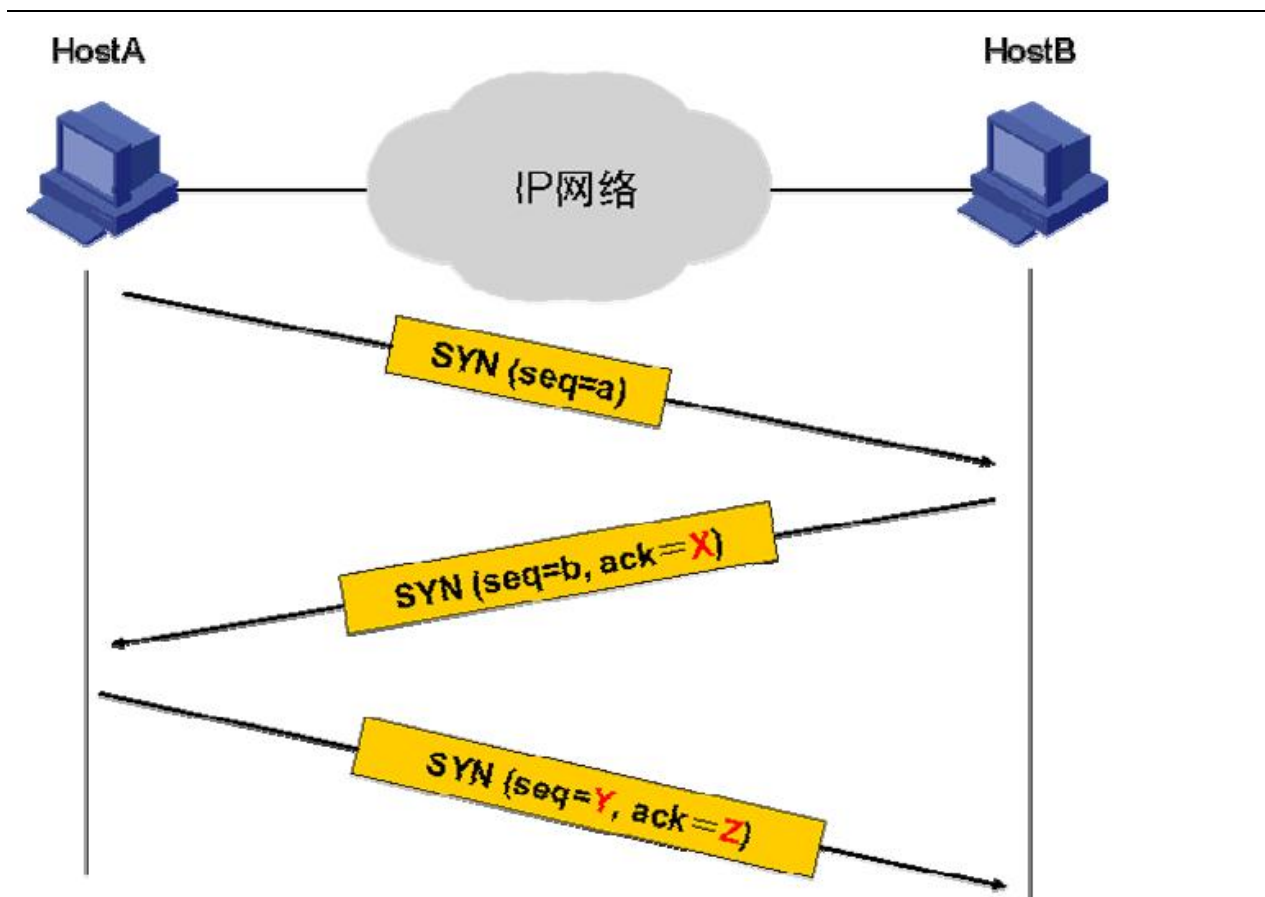 HostA
HostB
IP网络
SYN (seq=a)
SYN (seq=b, ack＝X)
SYN (seq=Y, ack＝Z)